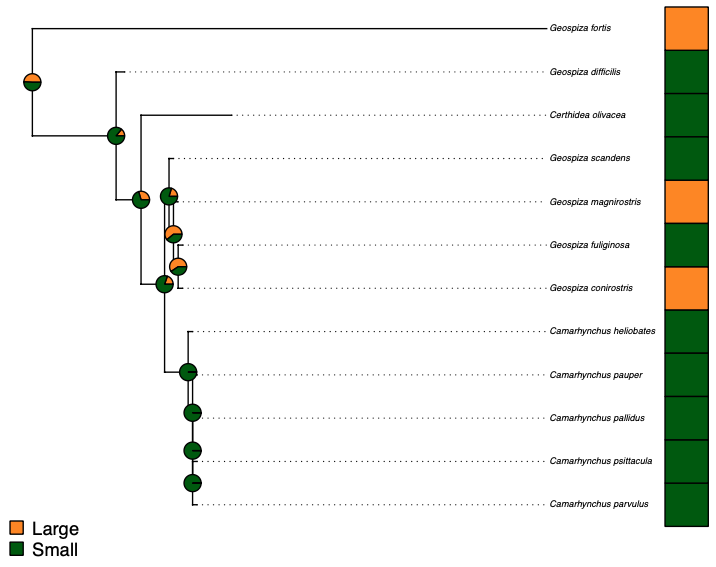 Geospiza fortis
Geospiza difficilis
Certhidea olivacea
Geospiza scandens
Geospiza magnirostris
Geospiza fuliginosa
Geospiza conirostris
Camarhynchus heliobates
Camarhynchus pauper
Camarhynchus pallidus
Camarhynchus psittacula
Camarhynchus parvulus
Large
Small